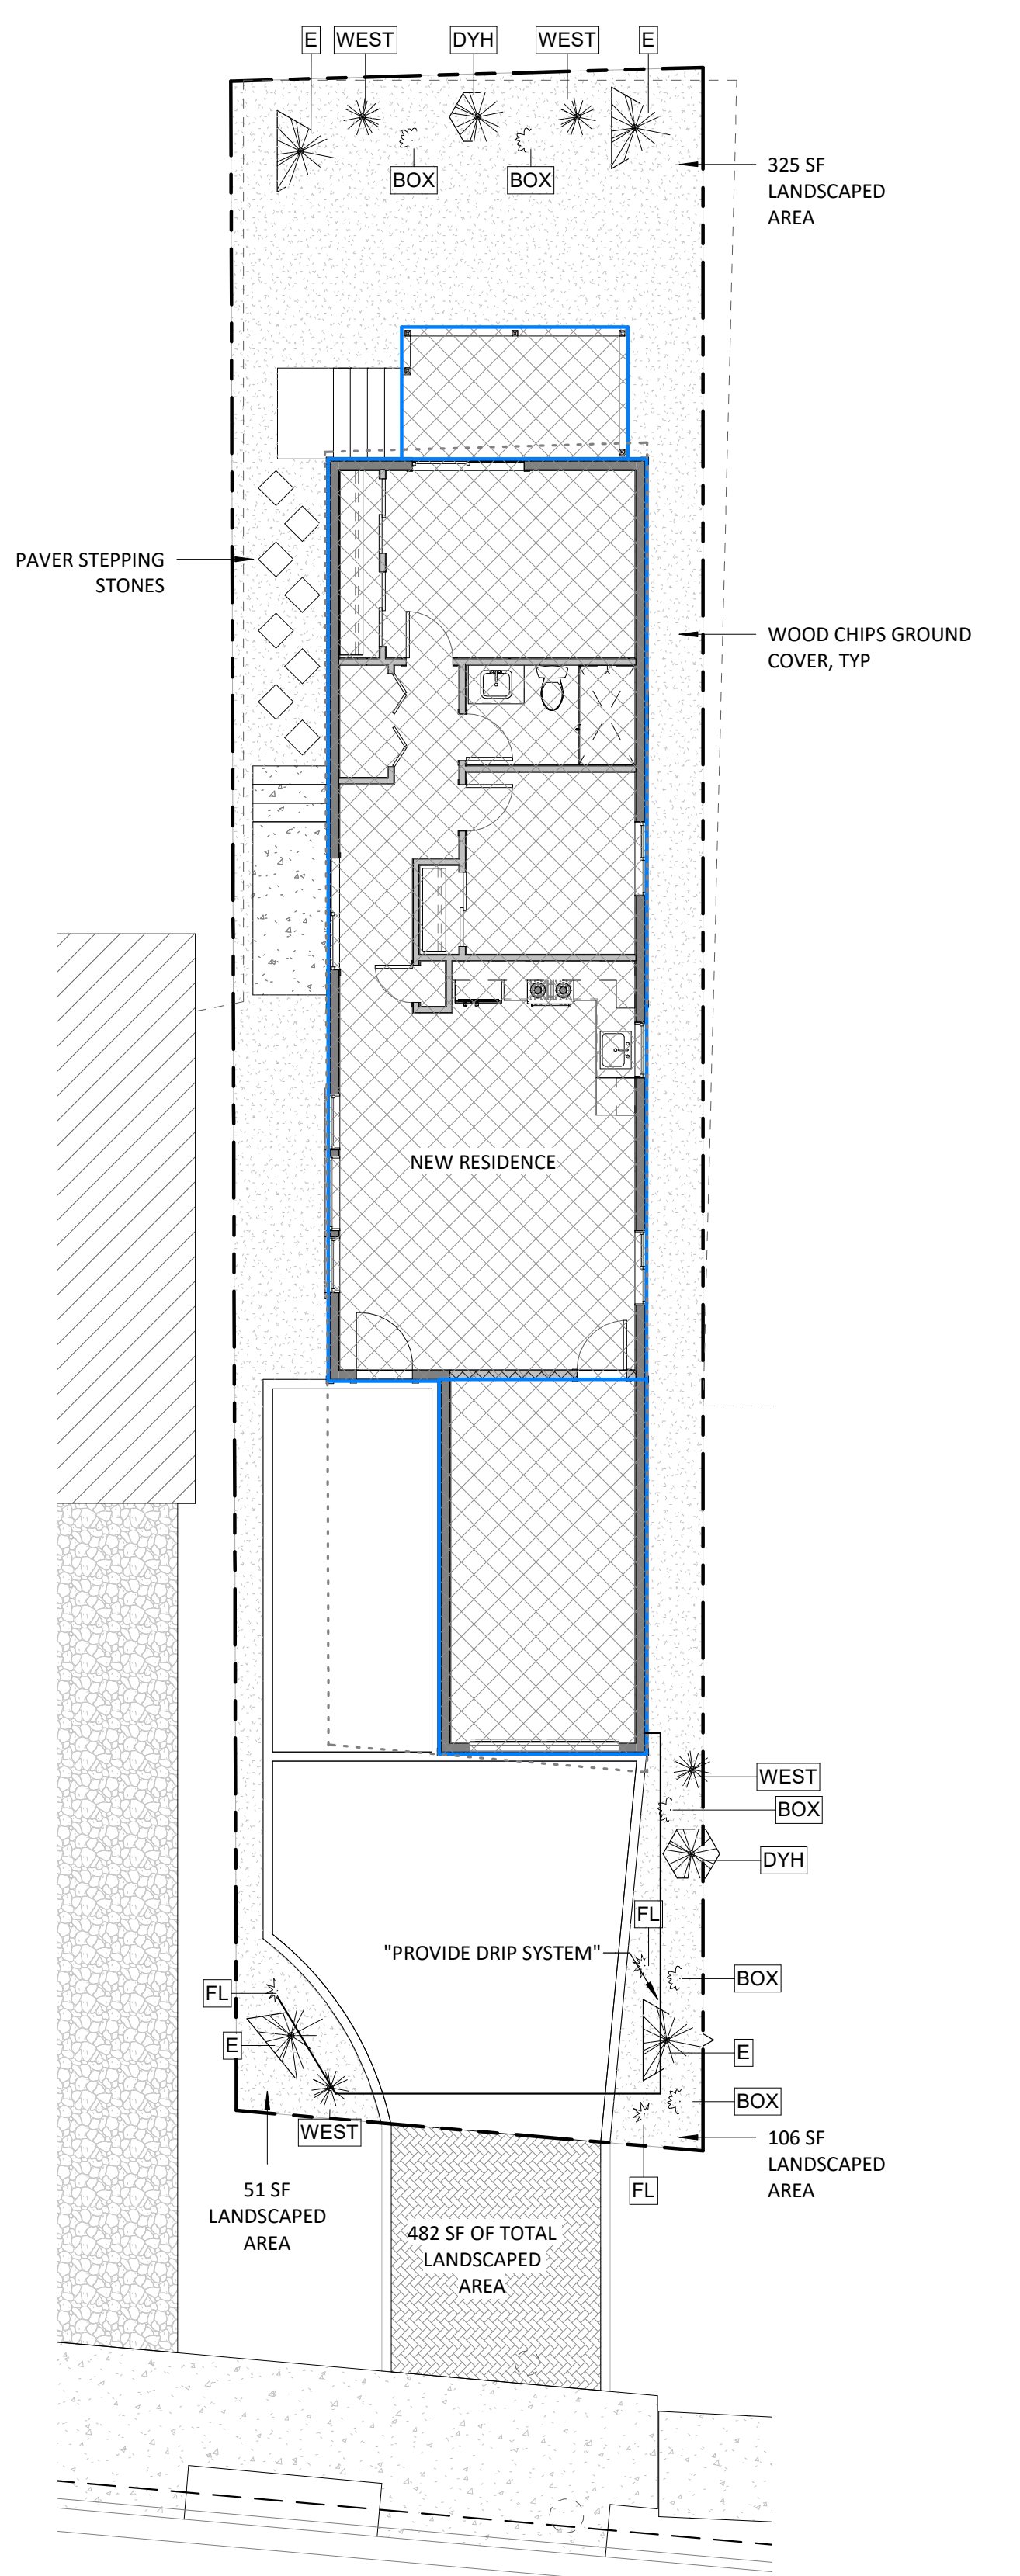 E
WEST
DYH
WEST
E
BOX
BOX
325 SF
LANDSCAPED
AREA
PAVER STEPPING
STONES
WOOD CHIPS GROUND
COVER, TYP
NEW RESIDENCE
WEST
BOX
DYH
FL
"PROVIDE DRIP SYSTEM"
BOX
FL
E
E
BOX
WEST
106 SF
LANDSCAPED
AREA
FL
51 SF
LANDSCAPED
AREA
482 SF OF TOTAL
LANDSCAPED
AREA